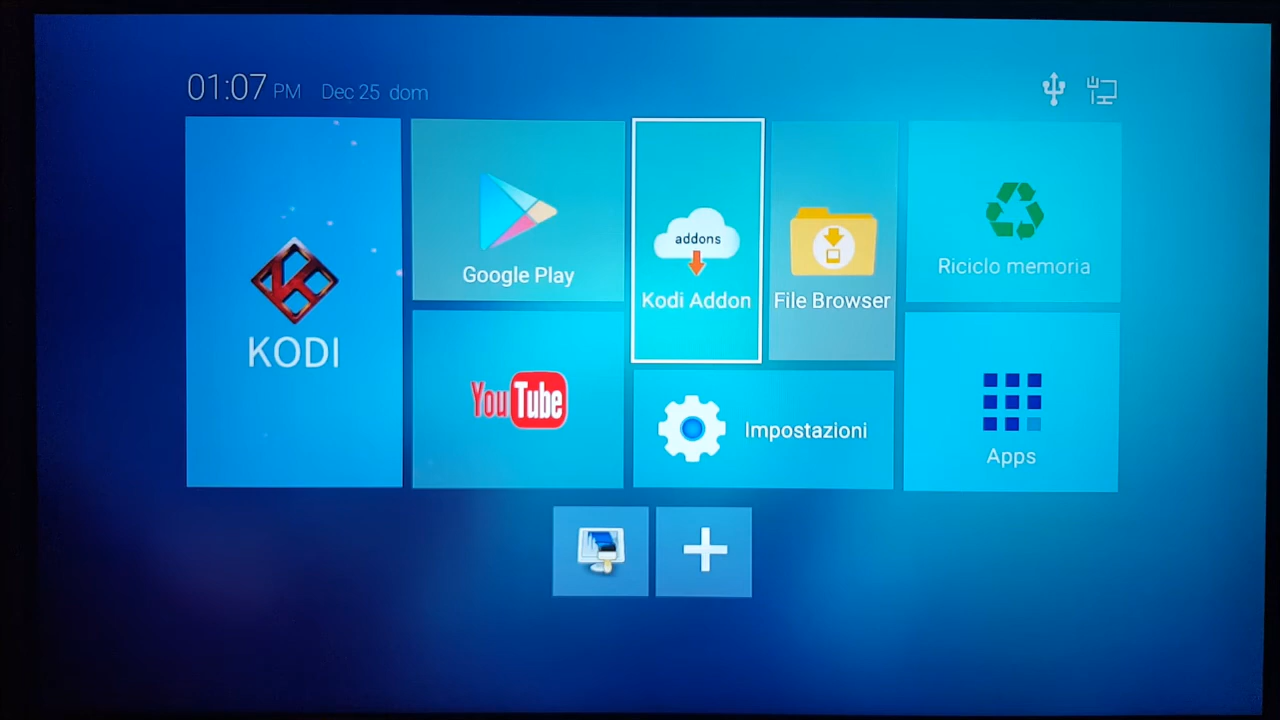 01:07 PM Dec 25 dom
KODI
Google Play
YouTube
addons
Kodi Addon
File Browser
Impostazioni
Riciclo memoria
Apps